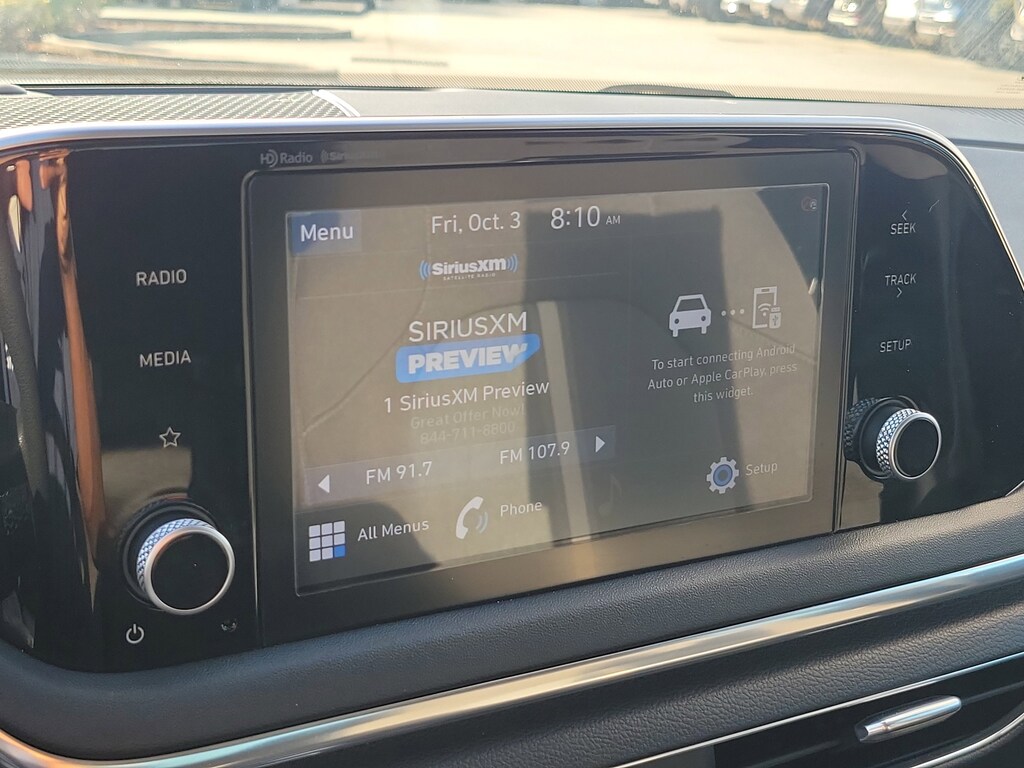 HD Radio SiriusXM
Menu
Fri, Oct. 3 8:10 AM
SiriusXM
SATELLITE RADIO
SIRIUSXM
PREVIEW
1 SiriusXM Preview
Great Offer Now!
844-711-8800
FM 91.7
FM 107.9
All Menus
Phone
To start connecting Android
Auto or Apple CarPlay, press
this widget.
Setup
RADIO
MEDIA
SEEK
TRACK
SETUP